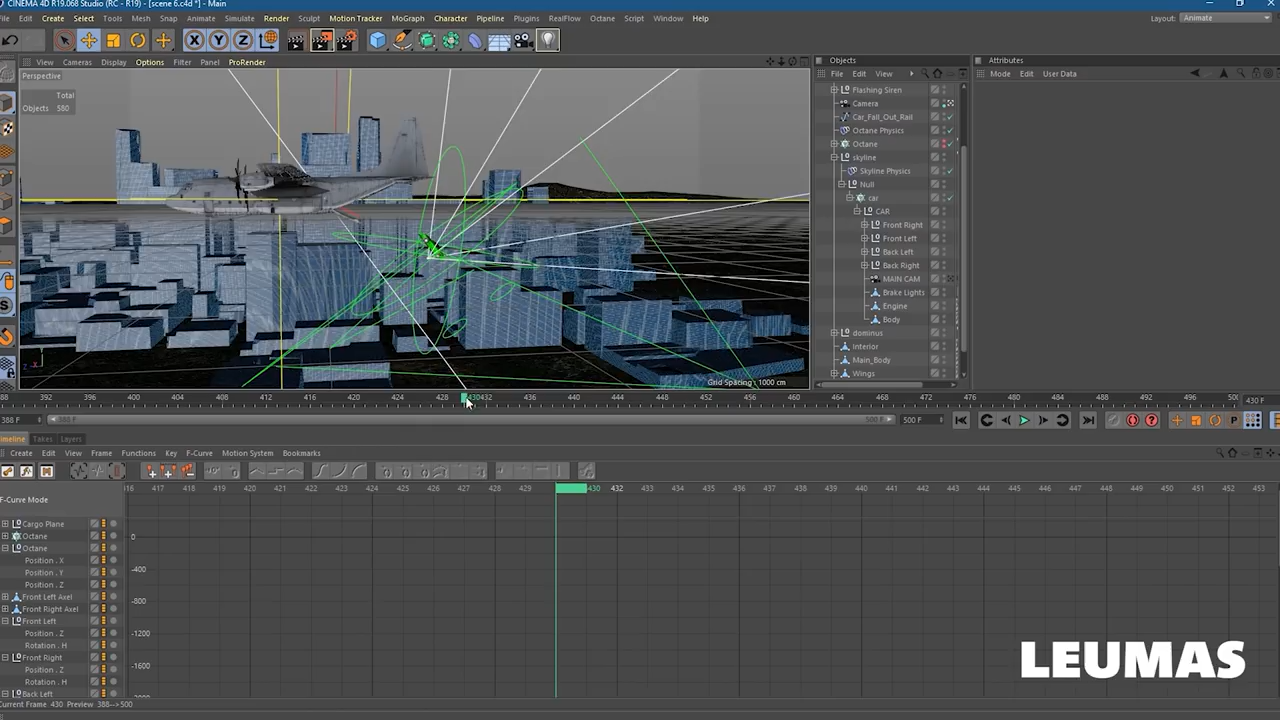 CINEMA 4D R19.068 Studio (RC - R19) - [scene 6.c4d *] - Main
Edit Create Select Tools Mesh Snap Animate Simulate Render Sculpt Motion Tracker MoGraph Character Pipeline Plugins RealFlow Octane Script Window Help
Layout: Animate
View Cameras Display Options Filter Panel ProRender
Perspective
Total
Objects 580
Grid Spacing : 1000 cm
Objects
File Edit View
Flashing Siren
Camera
Car_Fall_Out_Rail
Octane Physics
Octane
skyline
Skyline Physics
Null
car
CAR
Front Right
Front Left
Back Left
Back Right
MAIN CAM
Brake Lights
Engine
Body
dominus
Interior
Main_Body
Wings
Attributes
Mode Edit User Data
88 392 396 400 404 408 412 416 420 424 428 430 432 436 440 444 448 452 456 460 464 468 472 476 480 484 488 492 496 500
430 F
388 F
388 F
500 F
500 F
imeline Takes Layers
Create Edit View Frame Functions Key F-Curve Motion System Bookmarks
F-Curve Mode
16 417 418 419 420 421 422 423 424 425 426 427 428 429 430 432 433 434 435 436 437 438 439 440 441 442 443 444 445 446 447 448 449 450 451 452 453
Cargo Plane
Octane
Octane
Position . X
Position . Y
Position . Z
Front Left Axel
Front Right Axel
Front Left
Position . Z
Rotation . H
Front Right
Position . Z
Rotation . H
Back Left
0
-400
-800
-1200
-1600
LEUMAS
Current Frame 430 Preview 388-->500